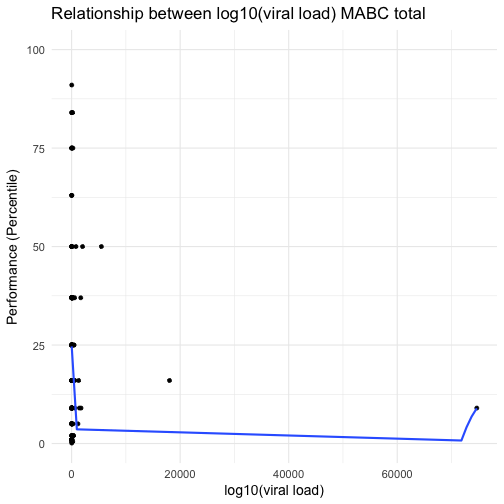 Relationship between log10(viral load) MABC total
100
75
50
25
0
Performance (Percentile)
0 20000 40000 60000
log10(viral load)